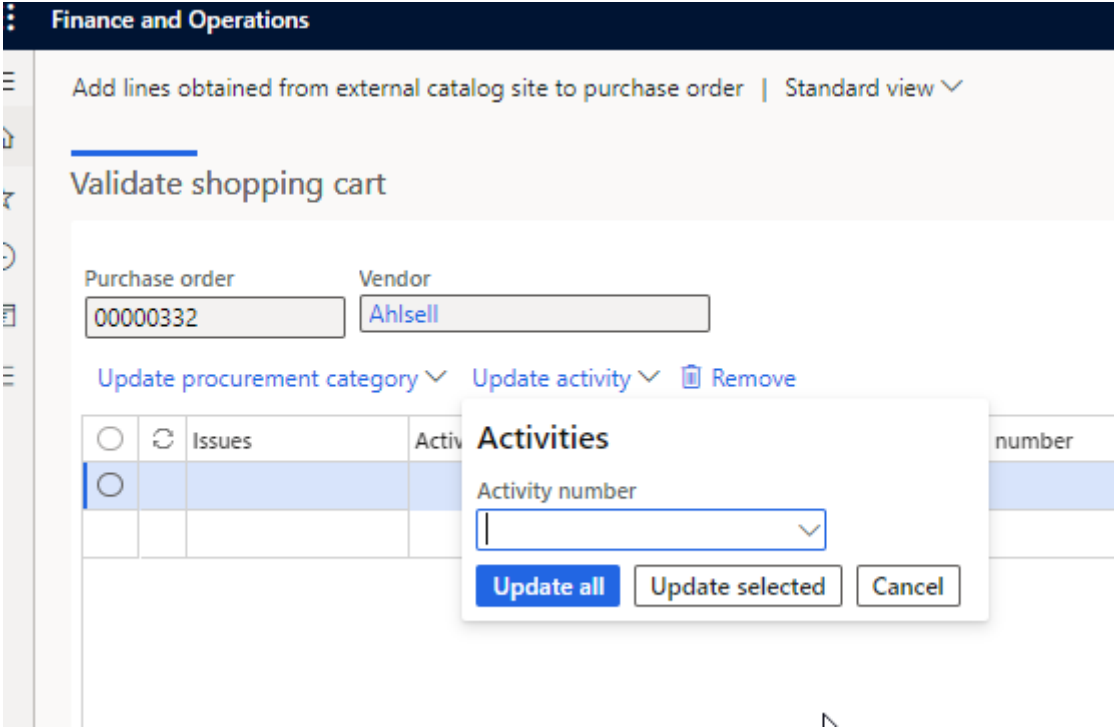 Finance and Operations
Add lines obtained from external catalog site to purchase order | Standard view
Validate shopping cart
Purchase order Vendor
00000332 Ahlsell
Update procurement category Update activity Remove
Issues Activ number
Activities
Activity number
Update all Update selected Cancel